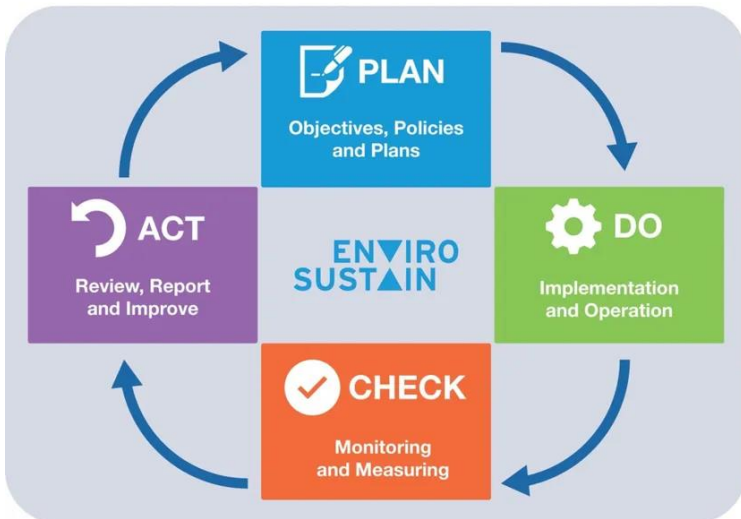 PLAN
Objectives, Policies
and Plans
ACT
Review, Report
and Improve
ENVIRO
SUSTAIN
DO
Implementation
and Operation
CHECK
Monitoring
and Measuring